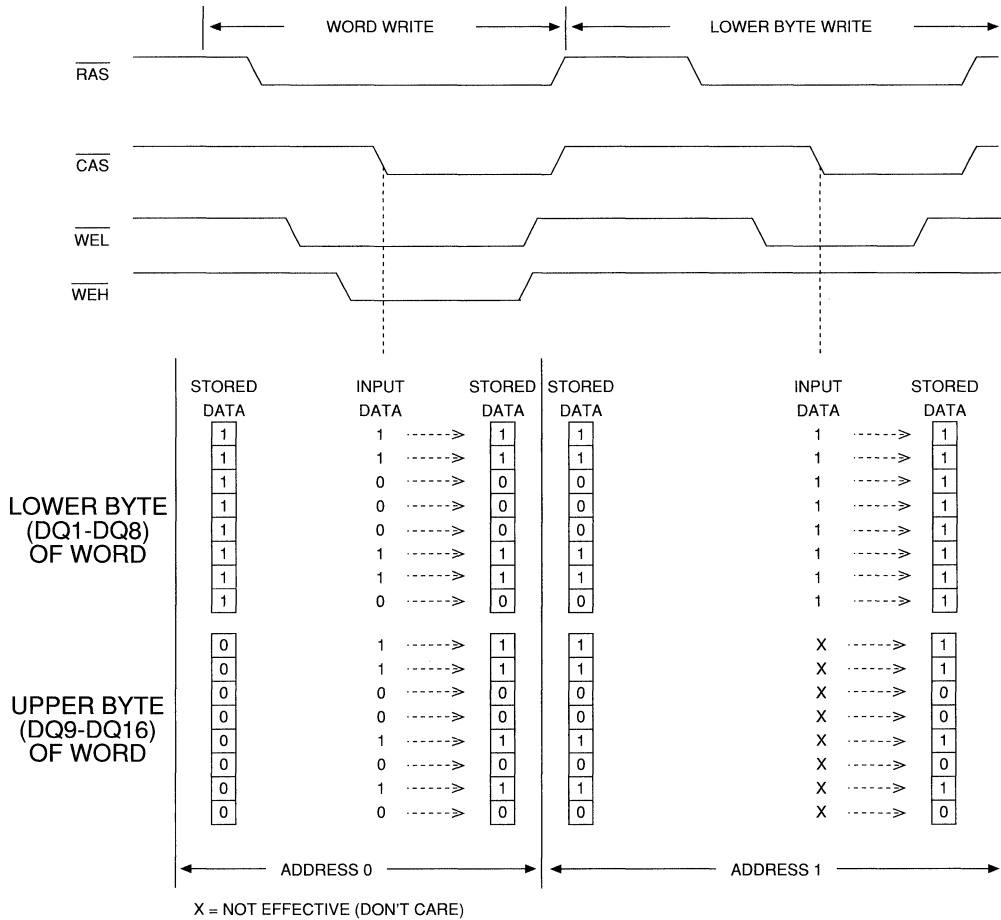 WORD WRITE LOWER BYTE WRITE
RAS
CAS
WEL
WEH
STORED INPUT STORED STORED INPUT STORED
DATA DATA DATA DATA DATA DATA
1 1 1 1 1 1
1 1 1 1 1 1
1 0 0 0 1 1
1 0 0 0 1 1
1 0 0 0 1 1
1 1 1 1 1 1
1 1 1 1 1 1
1 0 0 0 1 1
LOWER BYTE
(DQ1-DQ8)
OF WORD
0 1 1 1 X 1
0 1 1 1 X 1
0 0 0 0 X 0
0 0 0 0 X 0
0 1 1 1 X 1
0 0 0 0 X 0
0 1 1 1 X 1
0 0 0 0 X 0
UPPER BYTE
(DQ9-DQ16)
OF WORD
ADDRESS 0 ADDRESS 1
X = NOT EFFECTIVE (DON'T CARE)